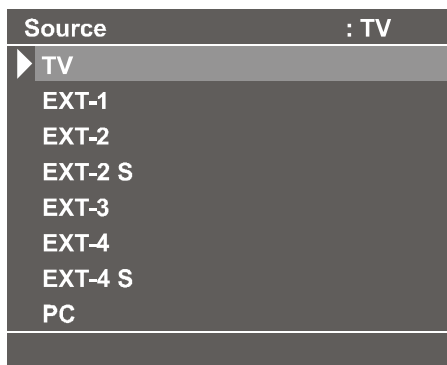 Source : TV
TV
EXT-1
EXT-2
EXT-2 S
EXT-3
EXT-4
EXT-4 S
PC